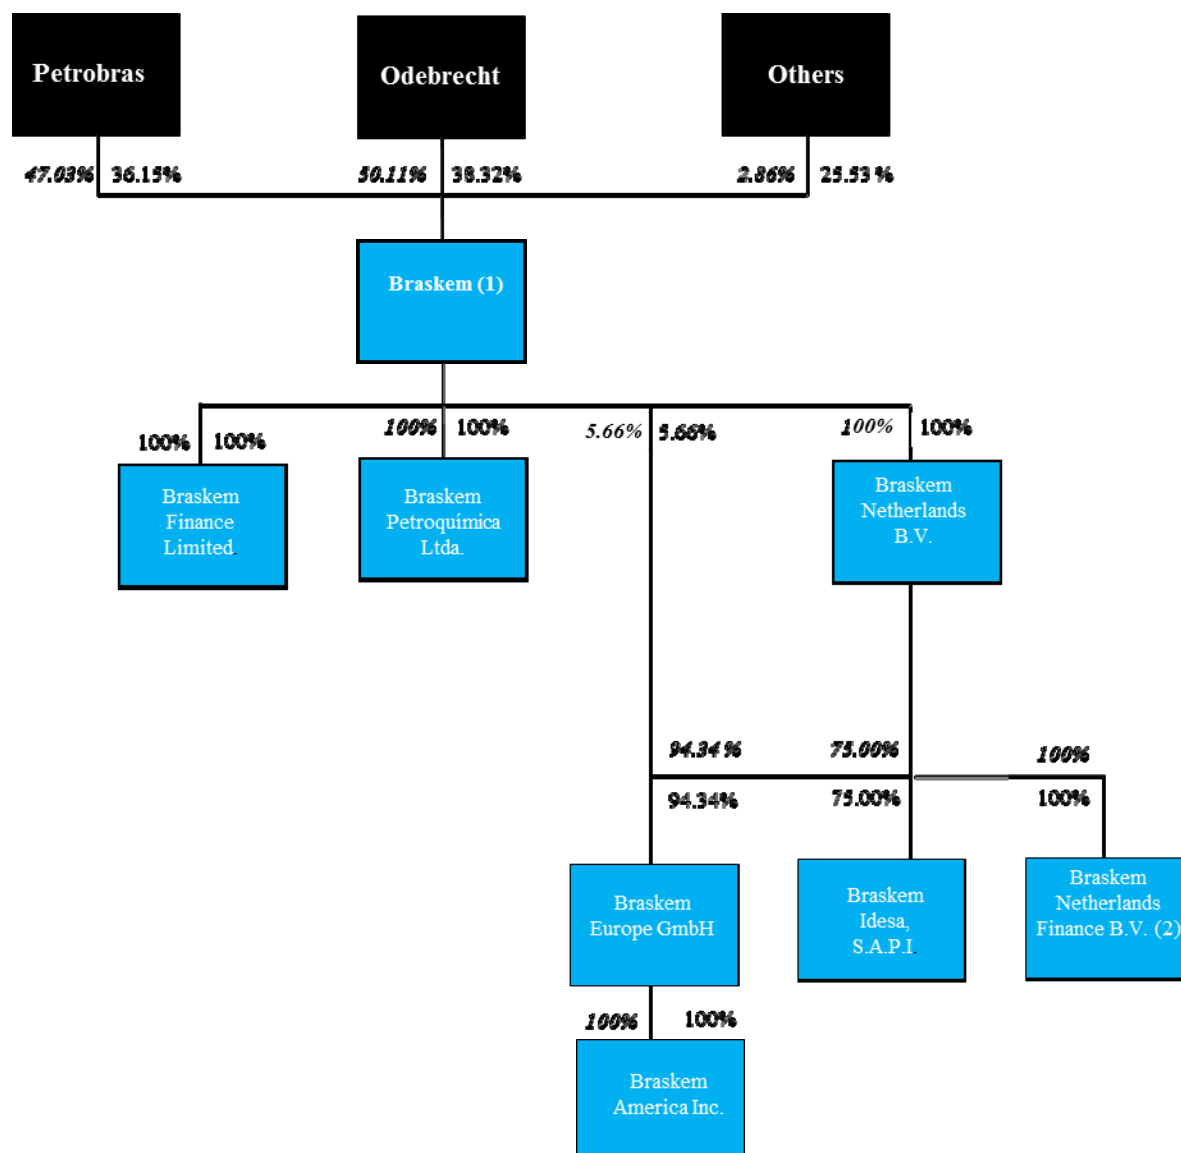 Petrobras
Odebrecht
Others
47.03% 36.15%
50.11% 38.32%
2.86% 25.53 %
Braskem (1)
100% 100%
100% 100%
5.66% 5.66%
100% 100%
Braskem
Finance
Limited.
Braskem
Petroquímica
Ltda.
Braskem
Netherlands
B.V.
94.34 %
75.00%
100%
94.34%
75.00%
100%
Braskem
Europe GmbH
Braskem
Idesa,
S.A.P.I.
Braskem
Netherlands
Finance B.V. (2)
100% 100%
Braskem
America Inc.